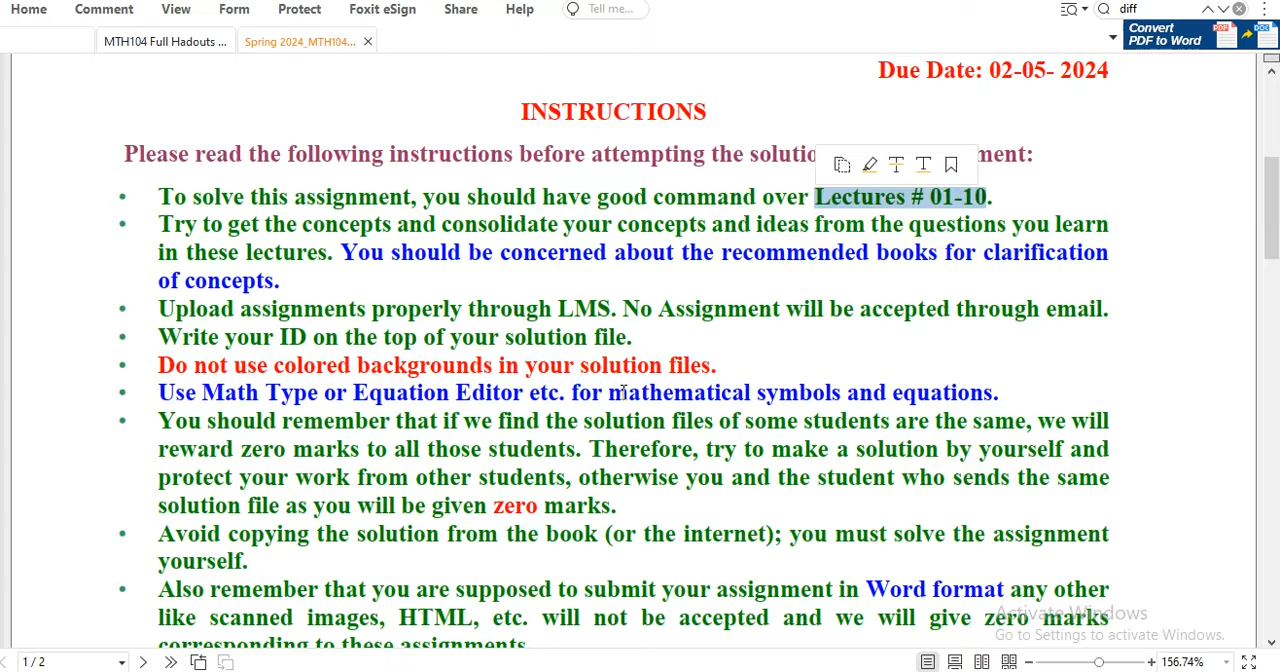 Home Comment View Form Protect Foxit eSign Share Help Tell me... diff
MTH104 Full Hadouts ... Spring 2024_MTH104... Convert PDF to Word
Due Date: 02-05- 2024
INSTRUCTIONS
Please read the following instructions before attempting the solutio ment:
• To solve this assignment, you should have good command over Lectures # 01-10.
• Try to get the concepts and consolidate your concepts and ideas from the questions you learn
in these lectures. You should be concerned about the recommended books for clarification
of concepts.
• Upload assignments properly through LMS. No Assignment will be accepted through email.
• Write your ID on the top of your solution file.
• Do not use colored backgrounds in your solution files.
• Use Math Type or Equation Editor etc. for mathematical symbols and equations.
• You should remember that if we find the solution files of some students are the same, we will
reward zero marks to all those students. Therefore, try to make a solution by yourself and
protect your work from other students, otherwise you and the student who sends the same
solution file as you will be given zero marks.
• Avoid copying the solution from the book (or the internet); you must solve the assignment
yourself.
• Also remember that you are supposed to submit your assignment in Word format any other
like scanned images, HTML, etc. will not be accepted and we will give zero marks
corresponding to these assignments.
Activate Windows
Go to Settings to activate Windows.
1 / 2 156.74%